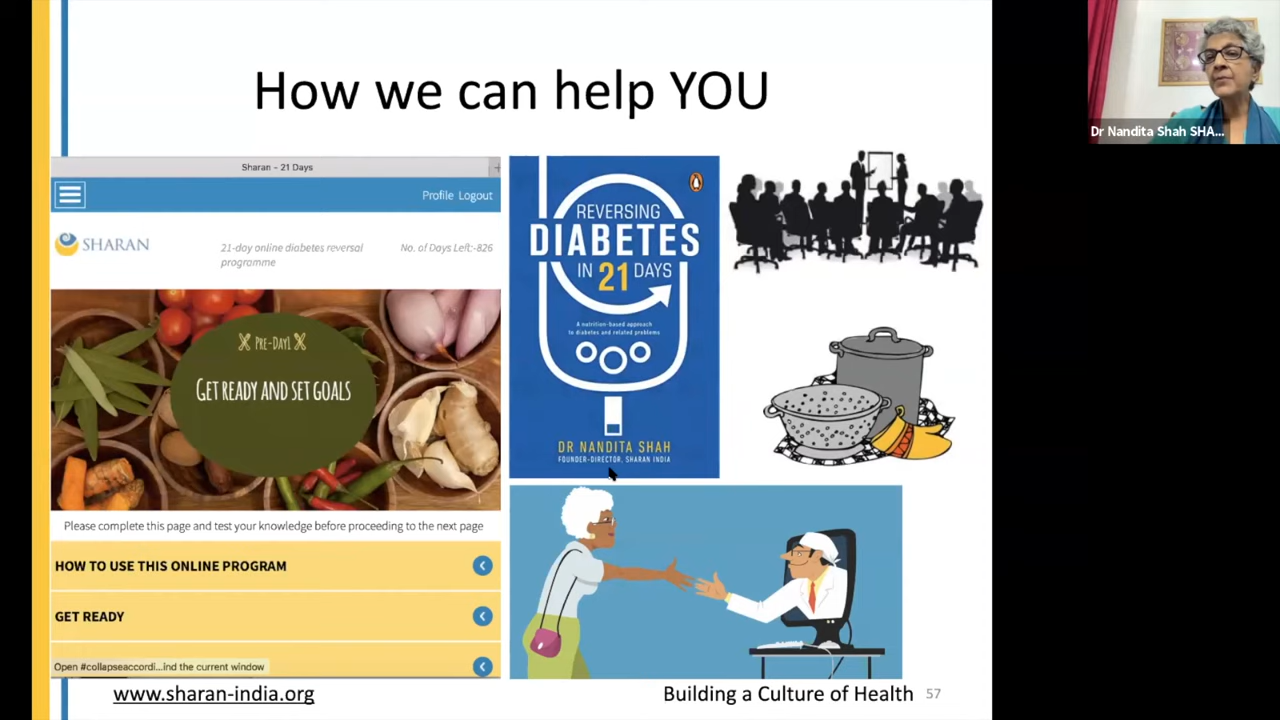 How we can help YOU
Sharan – 21 Days
+
Profile Logout
SHARAN
21-day online diabetes reversal
programme
No. of Days Left:-826
PRE-DAY1
GET READY AND SET GOALS
Please complete this page and test your knowledge before proceeding to the next page
HOW TO USE THIS ONLINE PROGRAM
GET READY
Open #collapseaccordi...ind the current window
REVERSING
DIABETES
IN 21 DAYS
A nutrition-based approach
to diabetes and related problems
DR NANDITA SHAH
FOUNDER-DIRECTOR, SHARAN INDIA
www.sharan-india.org
Building a Culture of Health
57
Dr Nandita Shah SHA...